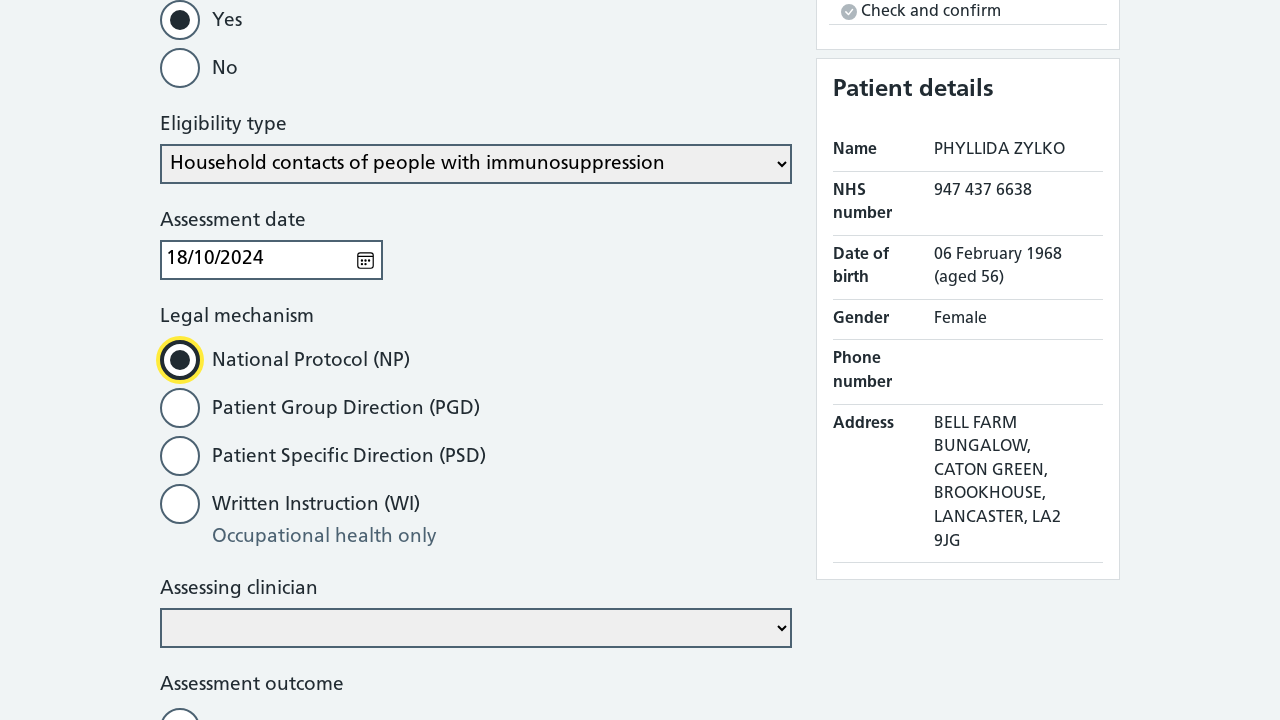 Yes
No
Eligibility type
Household contacts of people with immunosuppression
Assessment date
18/10/2024
Legal mechanism
National Protocol (NP)
Patient Group Direction (PGD)
Patient Specific Direction (PSD)
Written Instruction (WI)
Occupational health only
Assessing clinician
Assessment outcome
Check and confirm
Patient details
Name PHYLLIDA ZYLKO
NHS number 947 437 6638
Date of birth 06 February 1968
(aged 56)
Gender Female
Phone number
Address BELL FARM
BUNGALOW,
CATON GREEN,
BROOKHOUSE,
LANCASTER, LA2
9JG